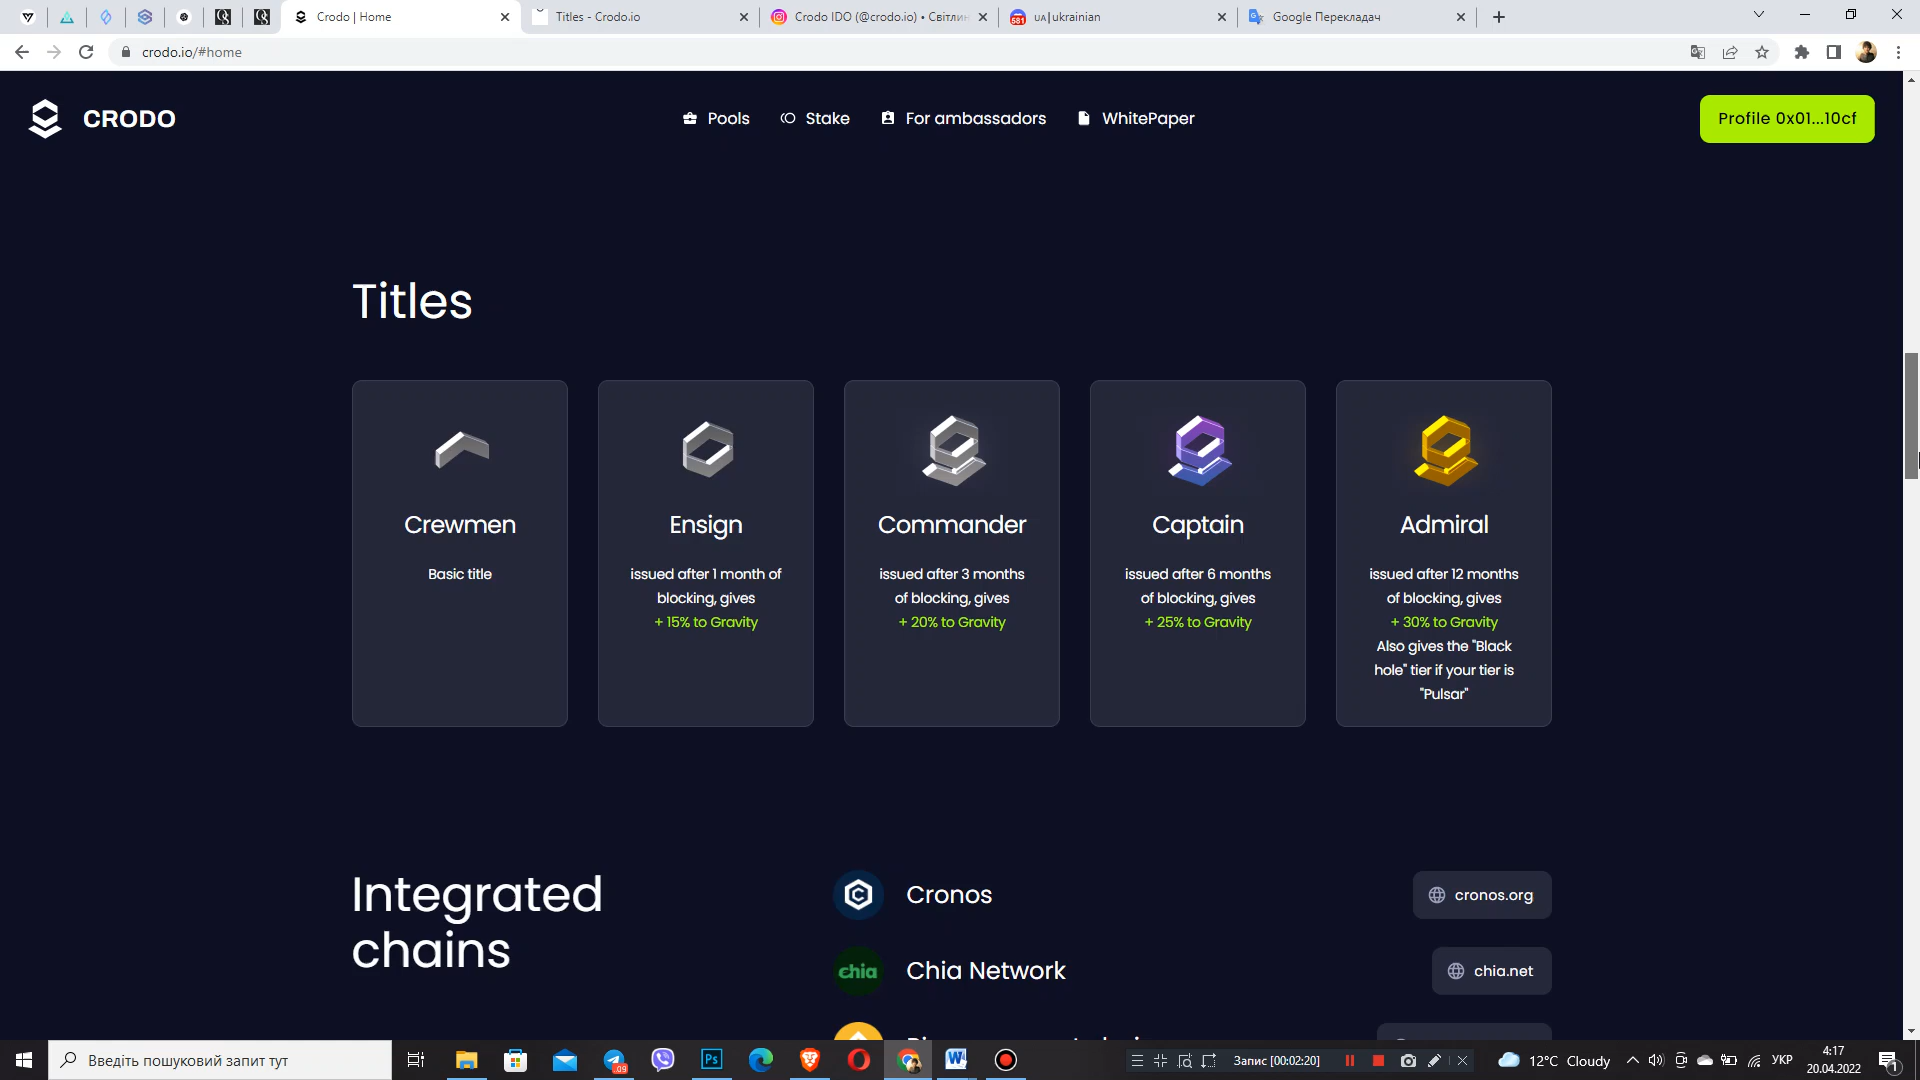 Crodo | Home
Titles - Crodo.io
Crodo IDO (@crodo.io) • Світлин
581
UA|ukrainian
Google Перекладач
crodo.io/#home
CRODO
Pools
Stake
For ambassadors
WhitePaper
Profile 0x01...10cf
Titles
Crewmen
Basic title
Ensign
issued after 1 month of
blocking, gives
+ 15% to Gravity
Commander
issued after 3 months
of blocking, gives
+ 20% to Gravity
Captain
issued after 6 months
of blocking, gives
+ 25% to Gravity
Admiral
issued after 12 months
of blocking, gives
+ 30% to Gravity
Also gives the "Black
hole" tier if your tier is
"Pulsar"
Integrated
chains
Cronos
cronos.org
chia
Chia Network
chia.net
Введіть пошуковий запит тут
.09
Ps
W
Запис [00:02:20]
12°C Cloudy
УКР
4:17
20.04.2022
1